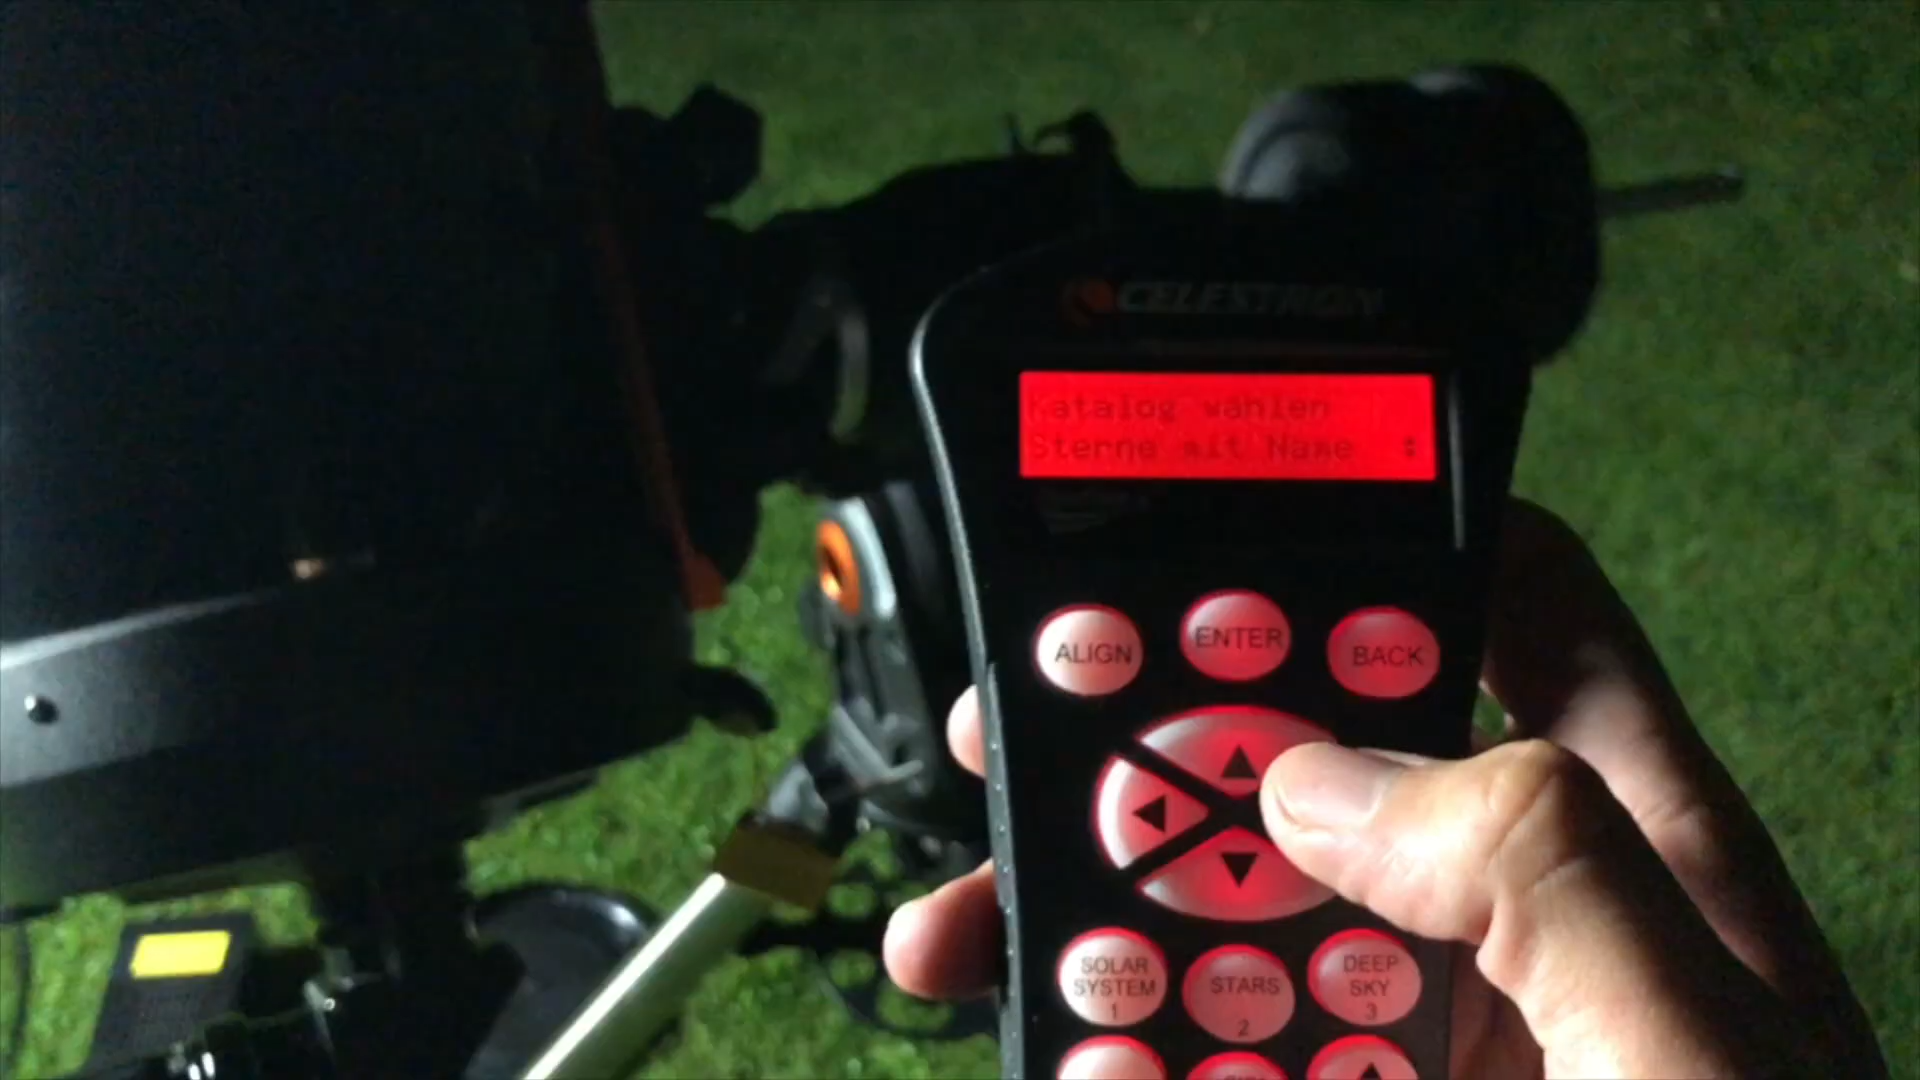 CELESTRON
Katalog wählen
Sterne mit Name
ALIGN
ENTER
BACK
SOLAR
SYSTEM
1
STARS
2
DEEP
SKY
3